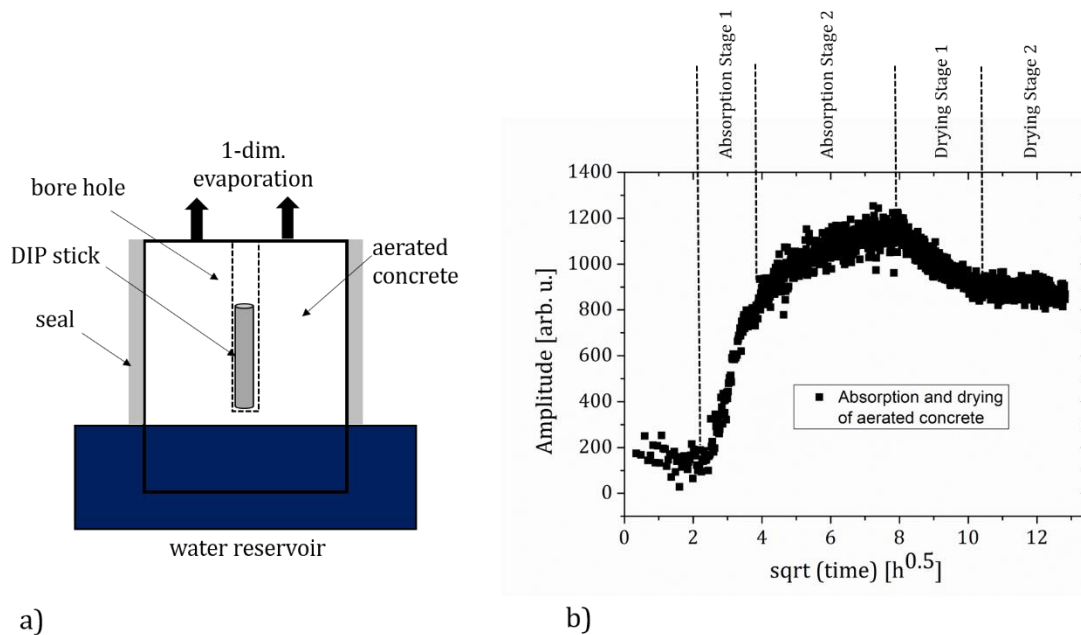 1-dim.
evaporation
bore hole
DIP stick
aerated
concrete
seal
water reservoir
a)
Absorption Stage 1
Absorption Stage 2
Drying Stage 1
Drying Stage 2
Amplitude [arb. u.]
1400
1200
1000
800
600
400
200
0
Absorption and drying
of aerated concrete
0 2 4 6 8 10 12
sqrt (time) [h^0.5]
b)